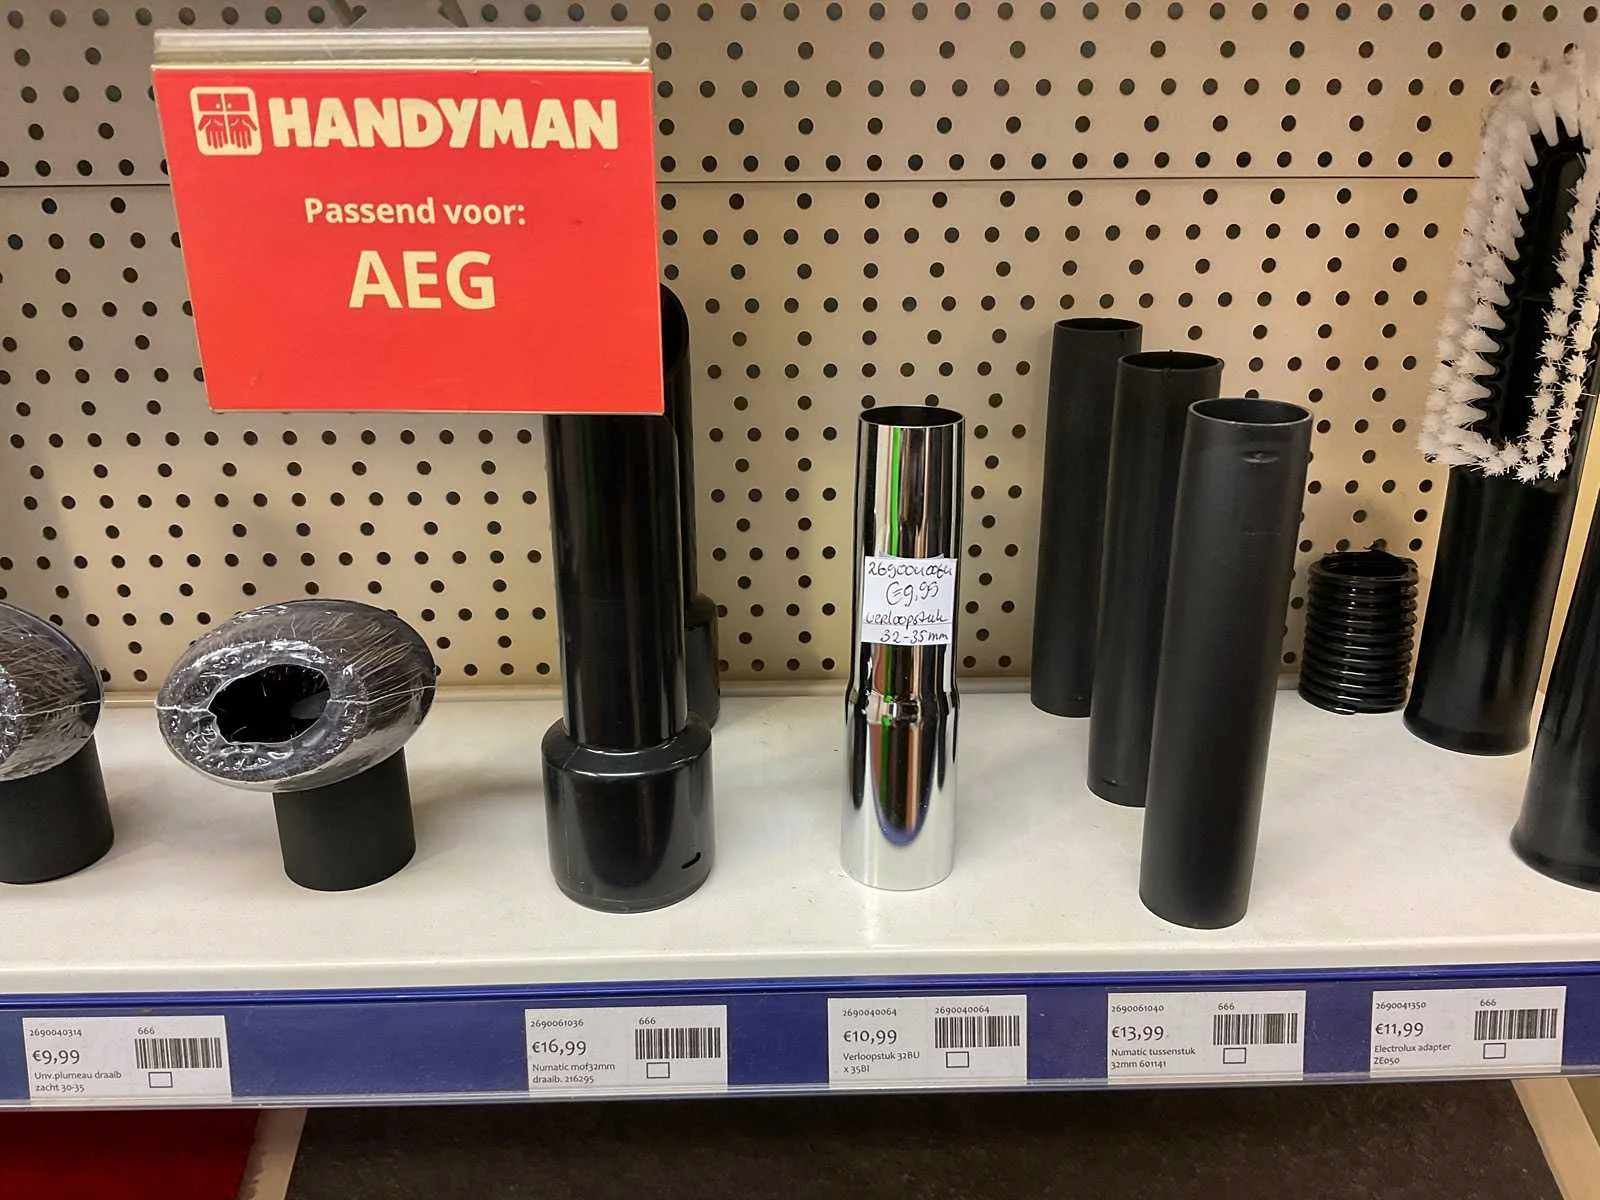 HANDYMAN
Passend voor:
AEG
2690040064
€9,95
verloopstuk
32-35mm
2690040314
666
€9,99
Unv.plumeau draaib
zacht 30-35
2690061036
666
€16,99
Numatic mof32mm
draaib. 216295
2690040064
2690040064
€10,99
Verloopstuk 32BU
x 35BI
2690061040
666
€13,99
Numatic tussenstuk
32mm 601141
2690041350
666
€11,99
Electrolux adapter
ZE050